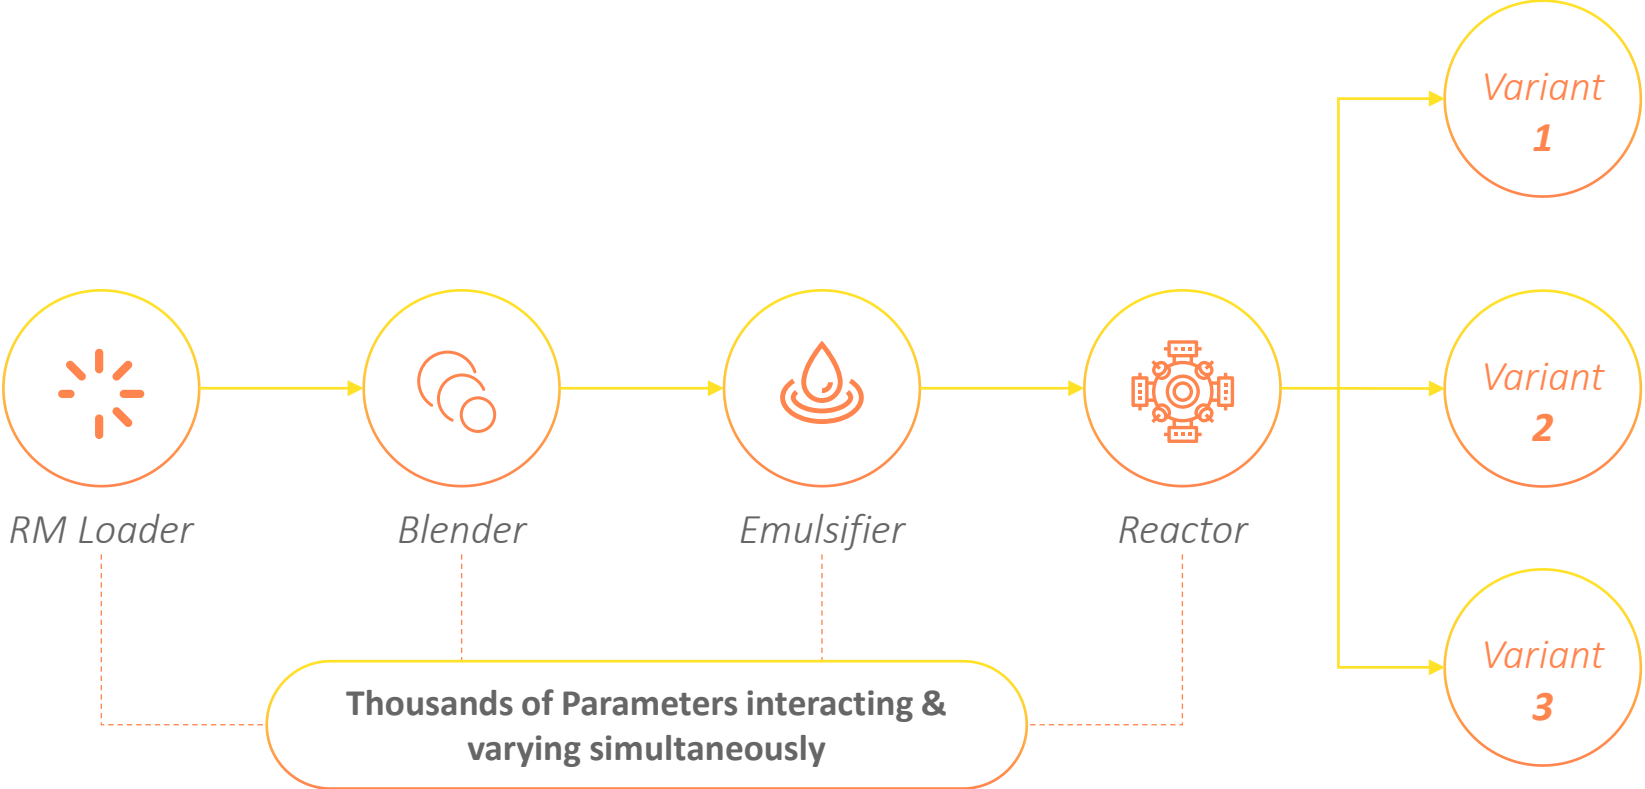 Variant
1
RM Loader
Blender
Emulsifier
Reactor
Variant
2
Variant
3
Thousands of Parameters interacting &
varying simultaneously